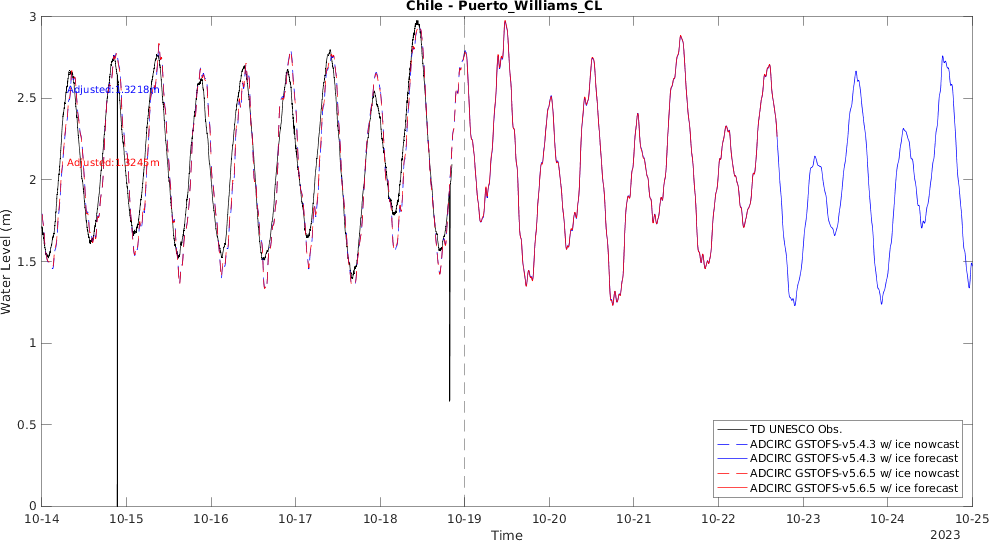 Chile - Puerto_Williams_CL
3
2.5
2
1.5
1
0.5
0
Water Level (m)
Adjusted:1.3218m
Adjusted:1.3245m
TD UNESCO Obs.
ADCIRC GSTOFS-v5.4.3 w/ ice nowcast
ADCIRC GSTOFS-v5.4.3 w/ ice forecast
ADCIRC GSTOFS-v5.6.5 w/ ice nowcast
ADCIRC GSTOFS-v5.6.5 w/ ice forecast
10-14 10-15 10-16 10-17 10-18 10-19 10-20 10-21 10-22 10-23 10-24 10-25
Time
2023